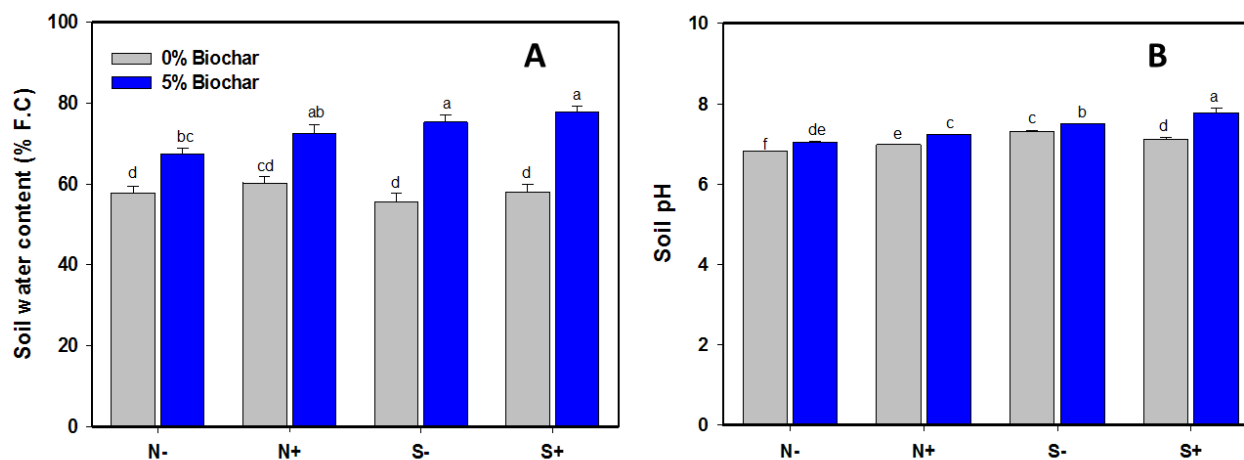 A
Soil water content (% F.C)
100
80
60
40
20
0
0% Biochar
5% Biochar
d
bc
cd
ab
d
a
d
a
N-
N+
S-
S+
B
Soil pH
10
8
6
4
2
0
f
de
e
c
c
b
d
a
N-
N+
S-
S+